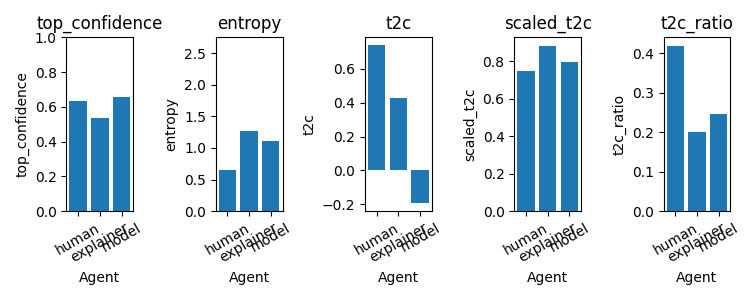 top_confidence
top_confidence
1.0
0.8
0.6
0.4
0.2
0.0
human
explainer
model
Agent
entropy
entropy
2.5
2.0
1.5
1.0
0.5
0.0
human
explainer
model
Agent
t2c
t2c
0.6
0.4
0.2
0.0
−0.2
human
explainer
model
Agent
scaled_t2c
scaled_t2c
0.8
0.6
0.4
0.2
0.0
human
explainer
model
Agent
t2c_ratio
t2c_ratio
0.4
0.3
0.2
0.1
0.0
human
explainer
model
Agent